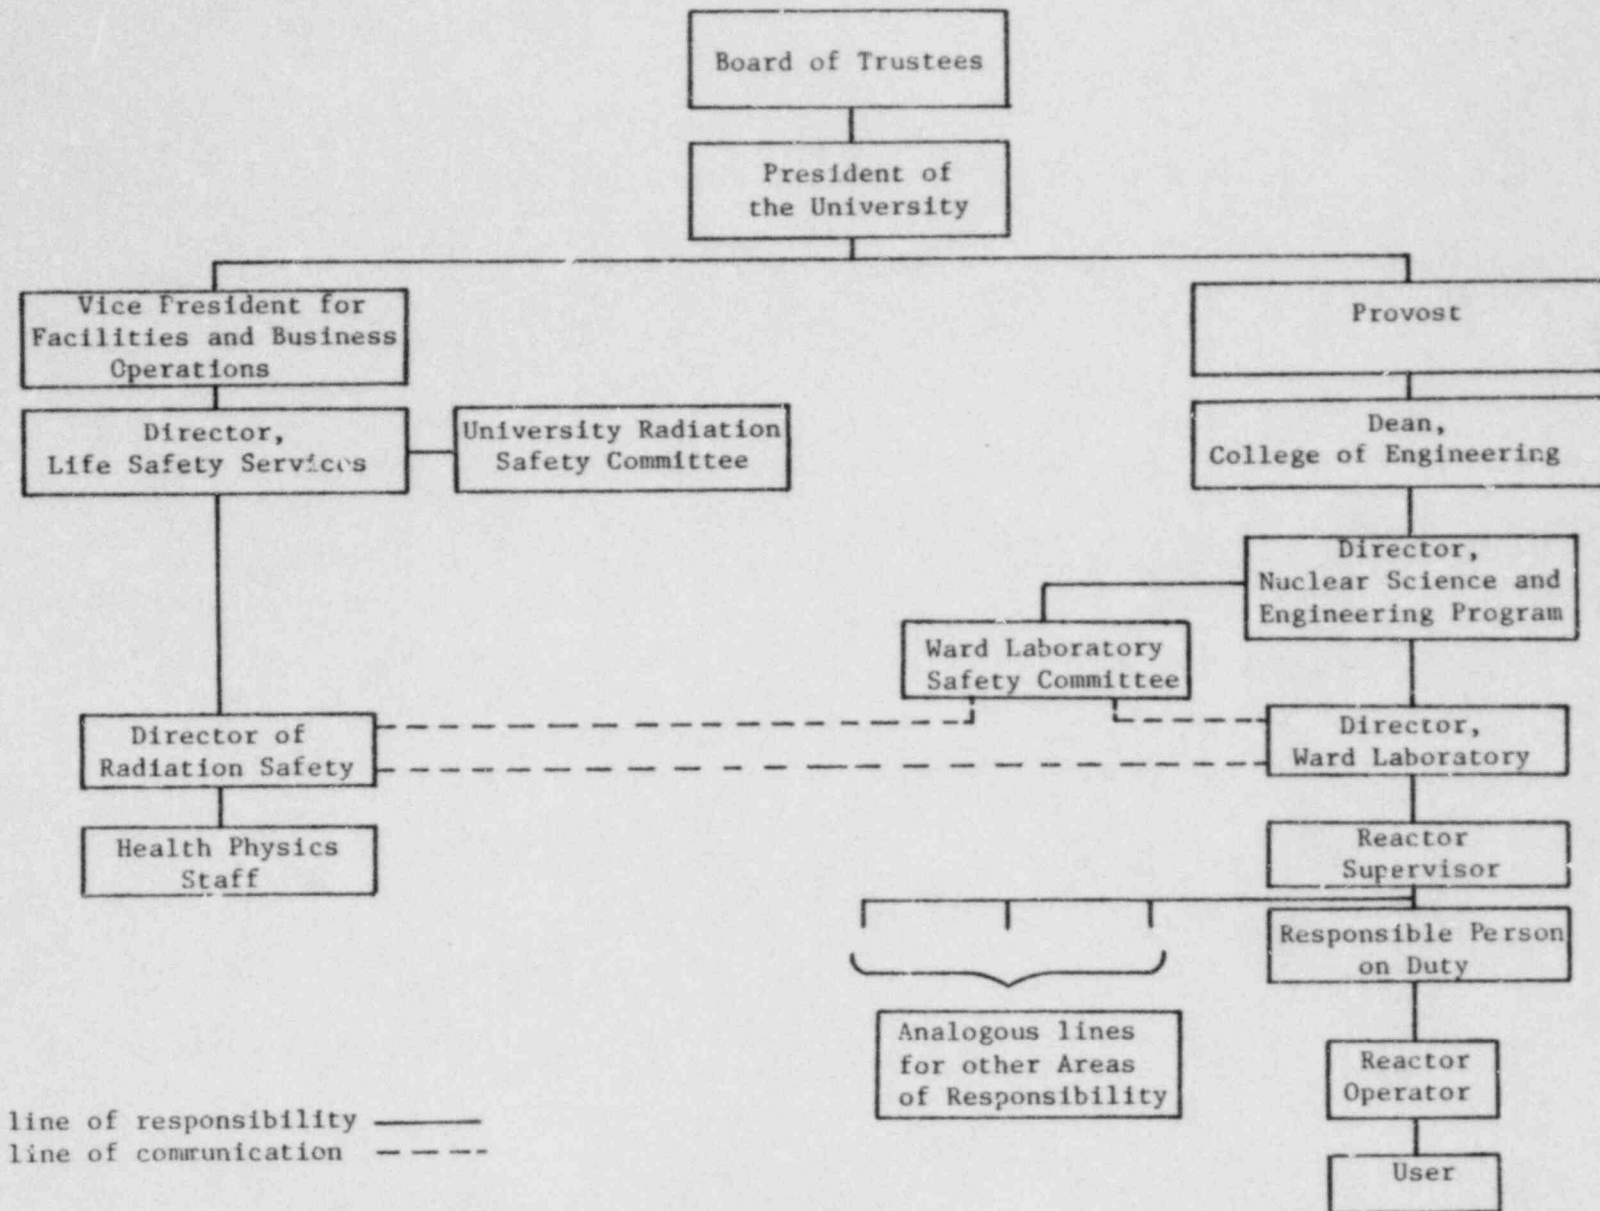 Board of Trustees
President of
the University
Vice President for
Facilities and Business
Operations
Provost
Director,
Life Safety Services
University Radiation
Safety Committee
Dean,
College of Engineering
Director,
Nuclear Science and
Engineering Program
Ward Laboratory
Safety Committee
Director of
Radiation Safety
Director,
Ward Laboratory
Health Physics
Staff
Reactor
Supervisor
Responsible Person
on Duty
Analogous lines
for other Areas
of Responsibility
Reactor
Operator
User
line of responsibility
line of communication